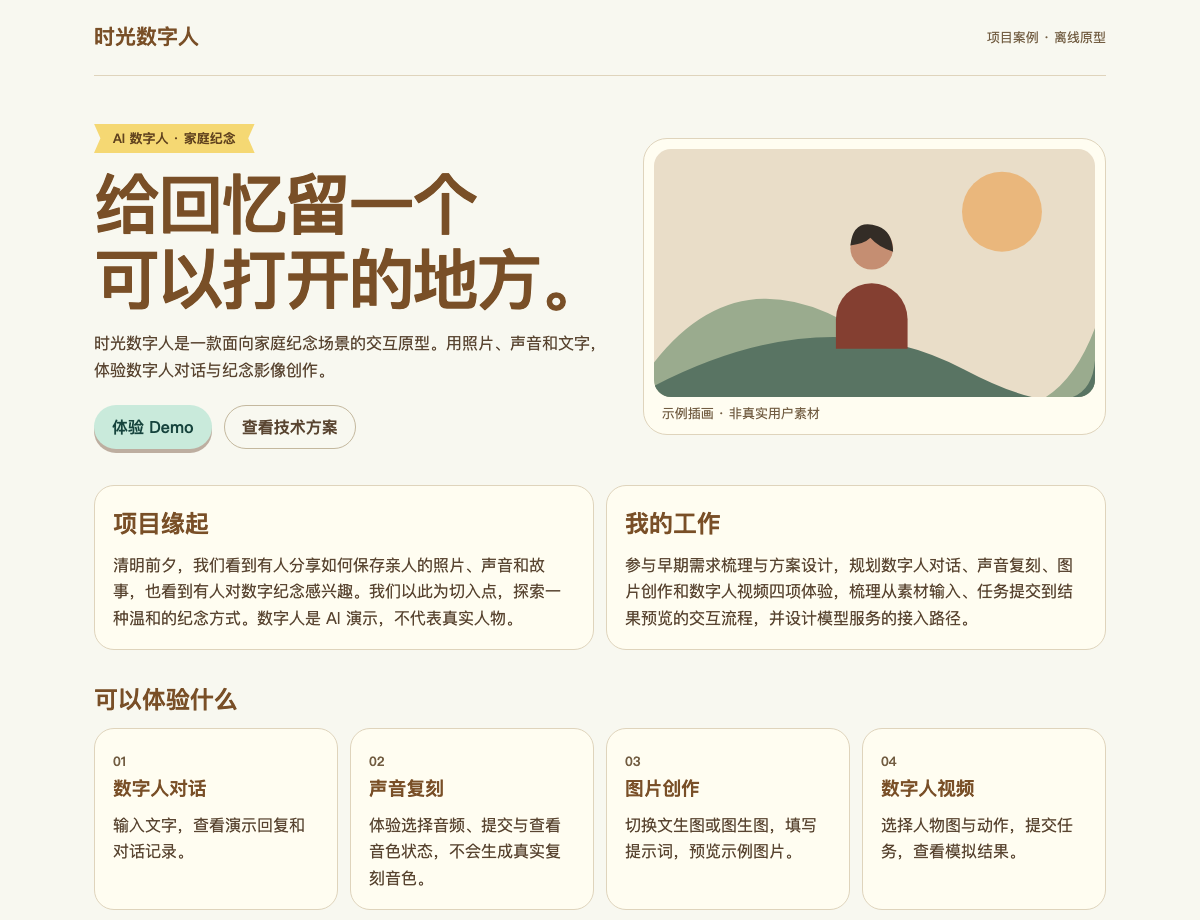 时光数字人
项目案例 · 离线原型
AI 数字人 · 家庭纪念
给回忆留一个
可以打开的地方。
时光数字人是一款面向家庭纪念场景的交互原型。用照片、声音和文字，
体验数字人对话与纪念影像创作。
体验 Demo
查看技术方案
示例插画 · 非真实用户素材
项目缘起
清明前夕，我们看到有人分享如何保存亲人的照片、声音和故
事，也看到有人对数字纪念感兴趣。我们以此为切入点，探索一
种温和的纪念方式。数字人是 AI 演示，不代表真实人物。
我的工作
参与早期需求梳理与方案设计，规划数字人对话、声音复刻、图
片创作和数字人视频四项体验，梳理从素材输入、任务提交到结
果预览的交互流程，并设计模型服务的接入路径。
可以体验什么
01
数字人对话
输入文字，查看演示回复和
对话记录。
02
声音复刻
体验选择音频、提交与查看
音色状态，不会生成真实复
刻音色。
03
图片创作
切换文生图或图生图，填写
提示词，预览示例图片。
04
数字人视频
选择人物图与动作，提交任
务，查看模拟结果。